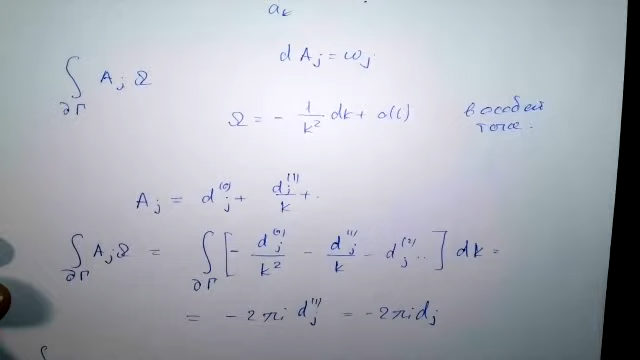 a_k
d A_j = ω_j
∫_{∂Γ} A_j Ω
Ω = - 1/k² dk + O(1) в особой точке.
A_j = d_j^{(0)} + d_j^{(1)}/k + ..
∫_{∂Γ} A_j Ω = ∫_{∂Γ} [ - d_j^{(0)}/k² - d_j^{(1)}/k - d_j^{(2)} .. ] dk =
= - 2πi d_j^{(1)} = - 2πi d_j